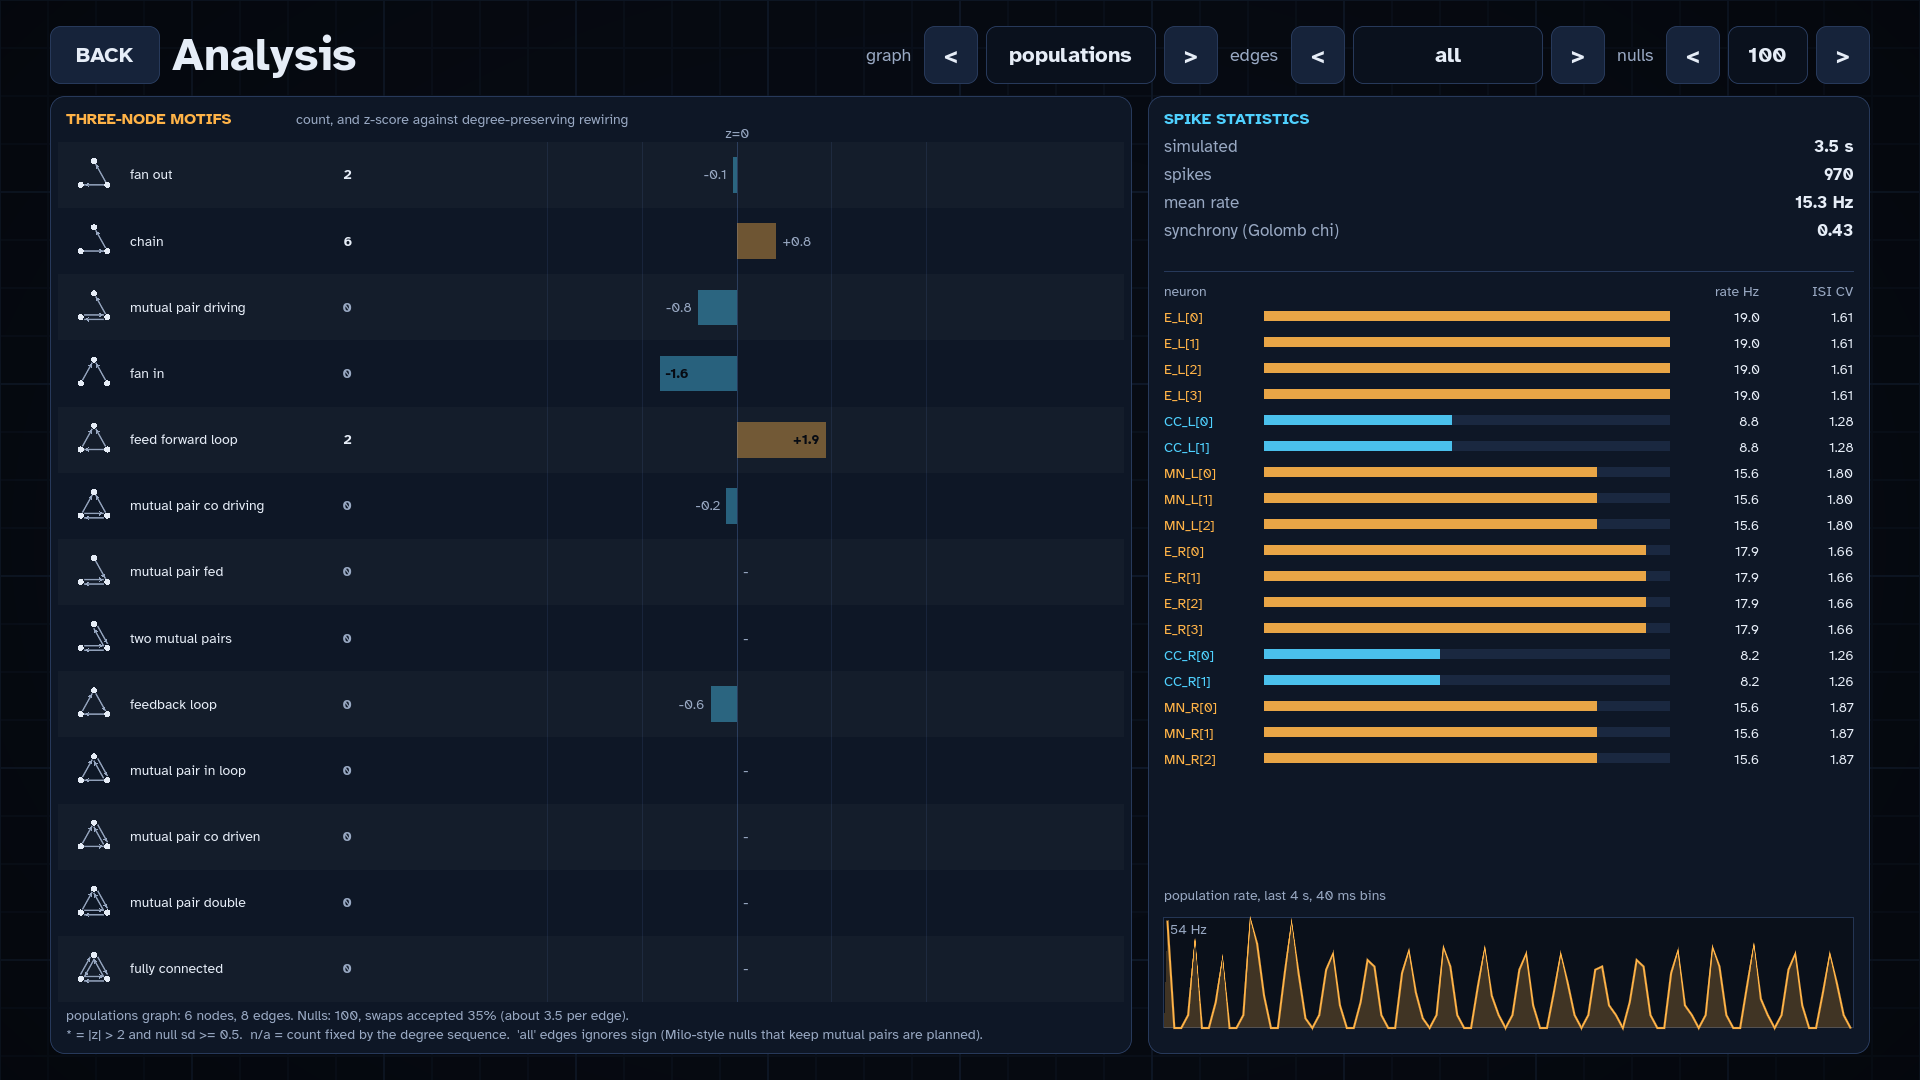 BACK Analysis graph < populations > edges < all > nulls < 100 >
THREE-NODE MOTIFS count, and z-score against degree-preserving rewiring
z=0
fan out 2 -0.1
chain 6 +0.8
mutual pair driving 0 -0.8
fan in 0 -1.6
feed forward loop 2 +1.9
mutual pair co driving 0 -0.2
mutual pair fed 0 -
two mutual pairs 0 -
feedback loop 0 -0.6
mutual pair in loop 0 -
mutual pair co driven 0 -
mutual pair double 0 -
fully connected 0 -
populations graph: 6 nodes, 8 edges. Nulls: 100, swaps accepted 35% (about 3.5 per edge).
* = |z| > 2 and null sd >= 0.5. n/a = count fixed by the degree sequence. 'all' edges ignores sign (Milo-style nulls that keep mutual pairs are planned).
SPIKE STATISTICS
simulated 3.5 s
spikes 970
mean rate 15.3 Hz
synchrony (Golomb chi) 0.43
neuron rate Hz ISI CV
E_L[0] 19.0 1.61
E_L[1] 19.0 1.61
E_L[2] 19.0 1.61
E_L[3] 19.0 1.61
CC_L[0] 8.8 1.28
CC_L[1] 8.8 1.28
MN_L[0] 15.6 1.80
MN_L[1] 15.6 1.80
MN_L[2] 15.6 1.80
E_R[0] 17.9 1.66
E_R[1] 17.9 1.66
E_R[2] 17.9 1.66
E_R[3] 17.9 1.66
CC_R[0] 8.2 1.26
CC_R[1] 8.2 1.26
MN_R[0] 15.6 1.87
MN_R[1] 15.6 1.87
MN_R[2] 15.6 1.87
population rate, last 4 s, 40 ms bins
54 Hz